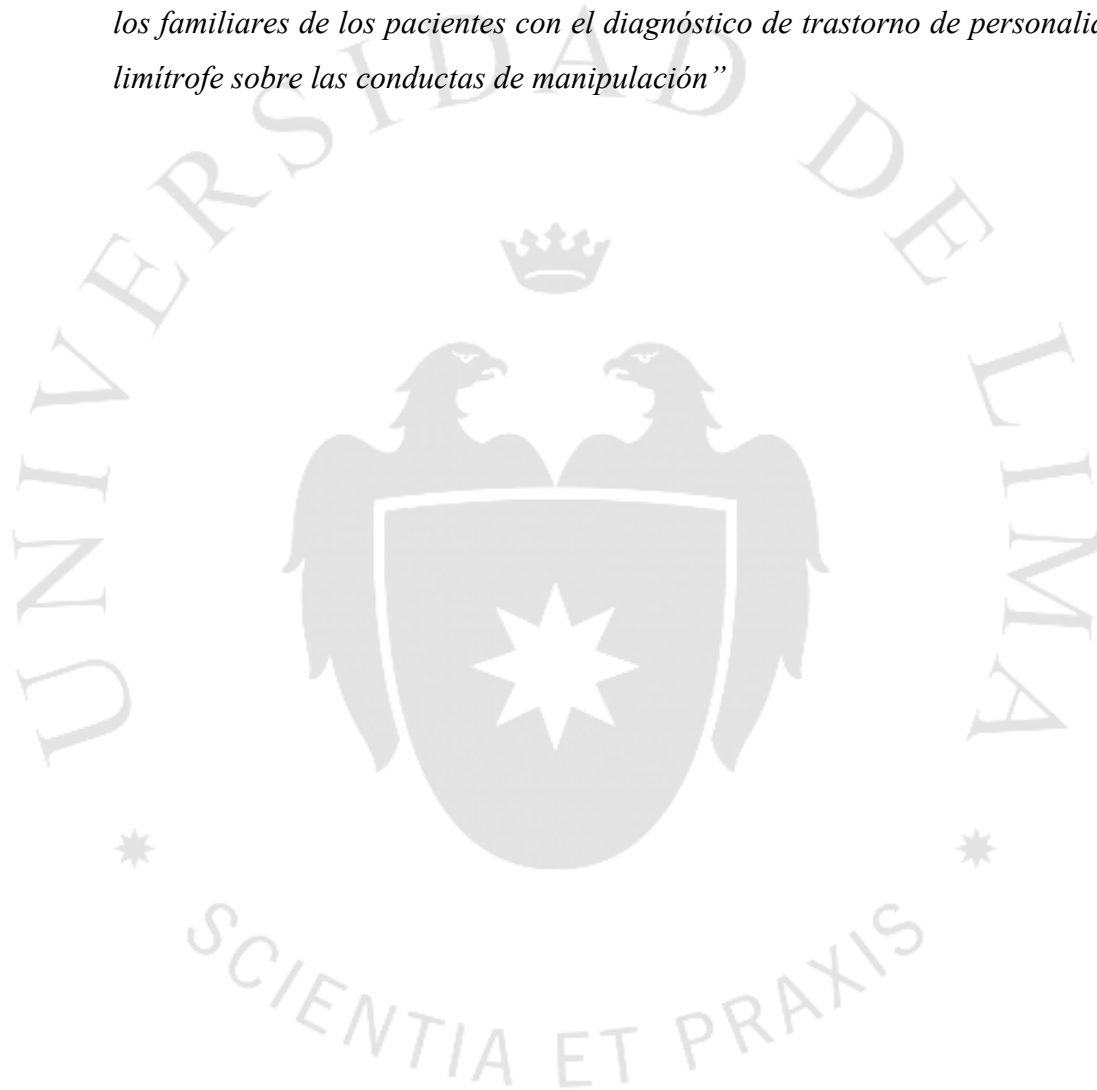 los familiares de los pacientes con el diagnóstico de trastorno de
limítrofe sobre las conductas de manipulación”
UNIVERSIDAD DE LIMA
SCIENTIA ET PRAXIS